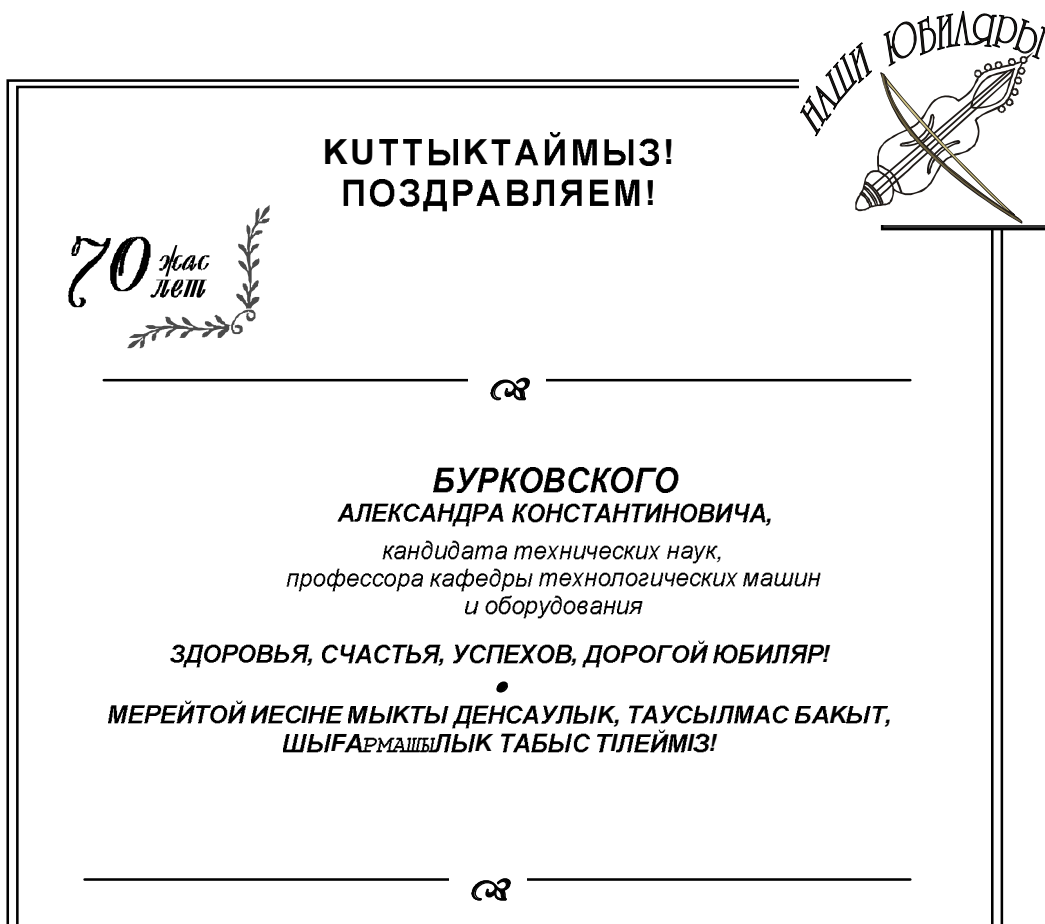 НАШИ ЮБИЛЯРЫ
КUТТЫКТАЙМЫЗ!
ПОЗДРАВЛЯЕМ!
70 жас
лет
БУРКОВСКОГО
АЛЕКСАНДРА КОНСТАНТИНОВИЧА,
кандидата технических наук,
профессора кафедры технологических машин
и оборудования
ЗДОРОВЬЯ, СЧАСТЬЯ, УСПЕХОВ, ДОРОГОЙ ЮБИЛЯР!
•
МЕРЕЙТОЙ ИЕСІНЕ МЫКТЫ ДЕНСАУЛЫК, ТАУСЫЛМАС БАКЫТ,
ШЫҒАРМАШЫЛЫК ТАБЫС ТІЛЕЙМІЗ!